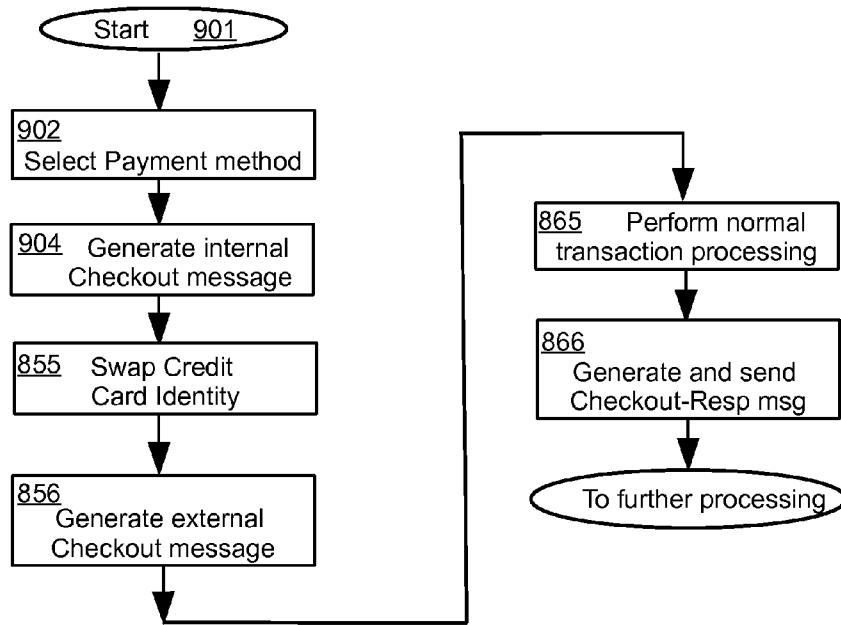 Start 901
902
Select Payment method
904 Generate internal
Checkout message
855 Swap Credit
Card Identity
856
Generate external
Checkout message
865 Perform normal
transaction processing
866
Generate and send
Checkout-Resp msg
To further processing